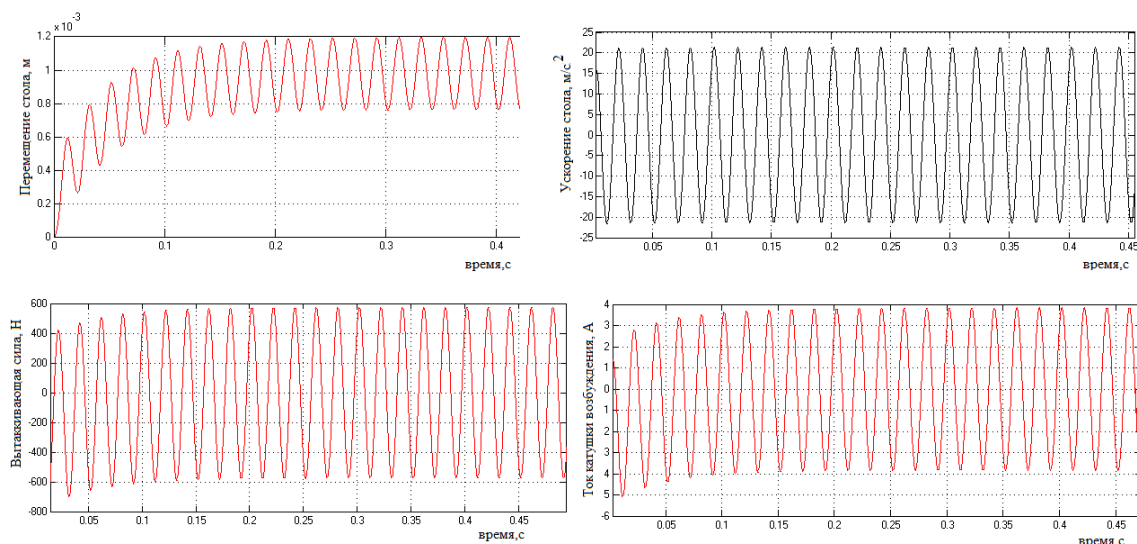 x 10⁻³
1.2
1
0.8
0.6
0.4
0.2
0
Перемещение стола, м
0 0.1 0.2 0.3 0.4
время,с
25
20
15
10
5
0
-5
-10
-15
-20
-25
Ускорение стола, м/с²
0.05 0.1 0.15 0.2 0.25 0.3 0.35 0.4 0.45
время,с
600
400
200
0
-200
-400
-600
-800
Вытаккивающая сила, Н
0.05 0.1 0.15 0.2 0.25 0.3 0.35 0.4 0.45
время,с
4
3
2
1
0
1
2
3
4
5
-6
Ток катушки возбуждения, А
0.05 0.1 0.15 0.2 0.25 0.3 0.35 0.4 0.45
время,с